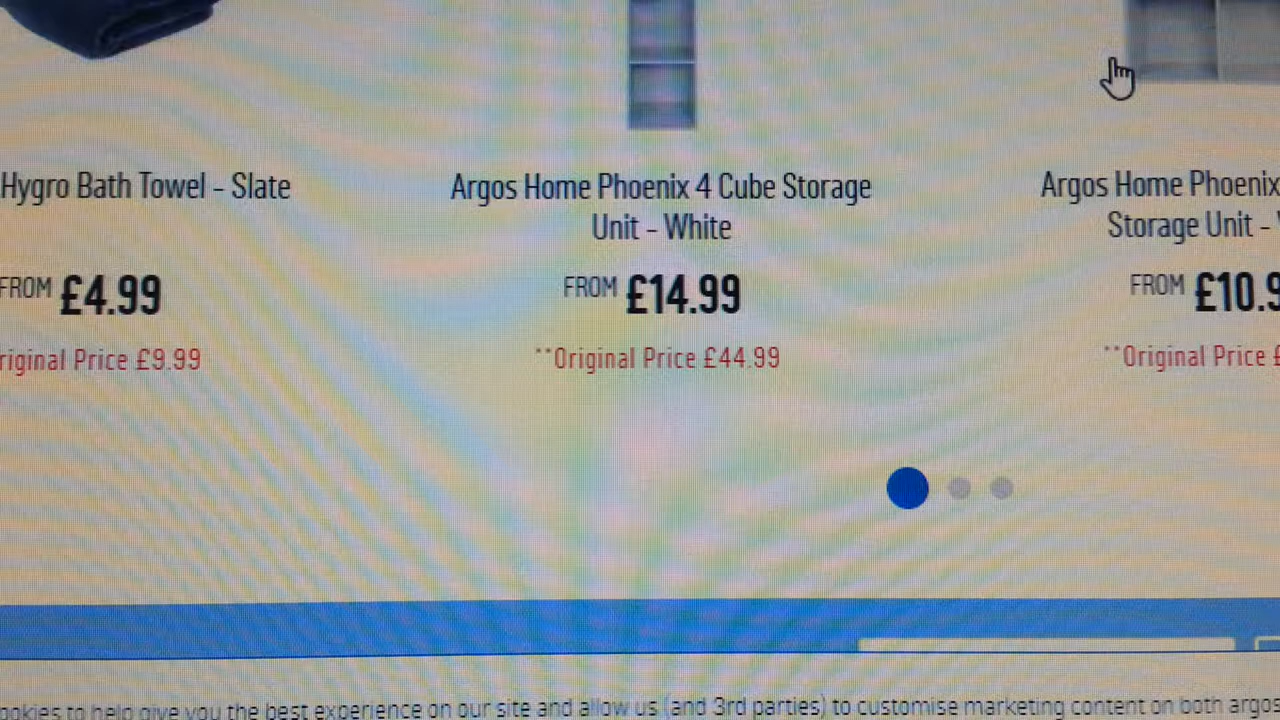 Hygro Bath Towel - Slate
FROM £4.99
riginal Price £9.99
Argos Home Phoenix 4 Cube Storage
Unit - White
FROM £14.99
**Original Price £44.99
Argos Home Phoenix
Storage Unit -
FROM £10.9
**Original Price £
ookies to help give you the best experience on our site and allow us (and 3rd parties) to customise marketing content on both argos